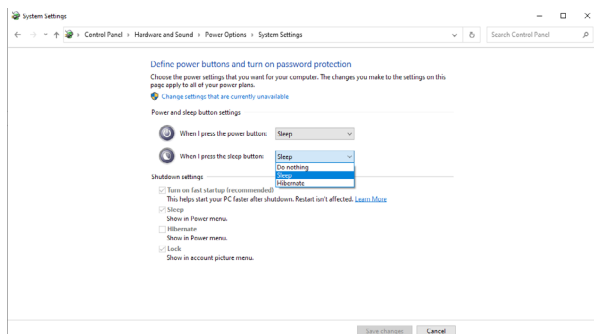 System Settings
Control Panel > Hardware and Sound > Power Options > System Settings
Search Control Panel
Define power buttons and turn on password protection
Choose the power settings that you want for your computer. The changes you make to the settings on this
page apply to all of your power plans.
Change settings that are currently unavailable
Power and sleep button settings
When I press the power button: Sleep
When I press the sleep button: Sleep
Do nothing
Sleep
Hibernate
Shutdown settings
Turn on fast startup (recommended)
This helps start your PC faster after shutdown. Restart isn't affected. Learn More
Sleep
Show in Power menu.
Hibernate
Show in Power menu.
Lock
Show in account picture menu.
Save changes Cancel